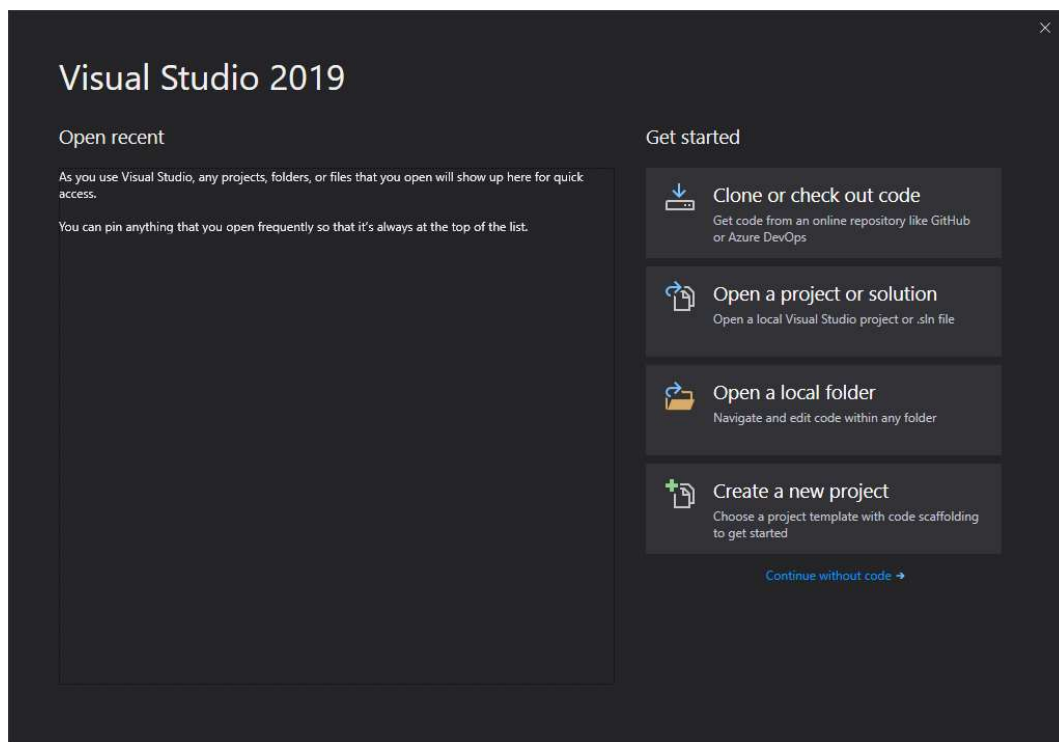 Visual Studio 2019
Open recent
As you use Visual Studio, any projects, folders, or files that you open will show up here for quick
access.
You can pin anything that you open frequently so that it's always at the top of the list.
Get started
Clone or check out code
Get code from an online repository like GitHub
or Azure DevOps
Open a project or solution
Open a local Visual Studio project or .sln file
Open a local folder
Navigate and edit code within any folder
Create a new project
Choose a project template with code scaffolding
to get started
Continue without code →